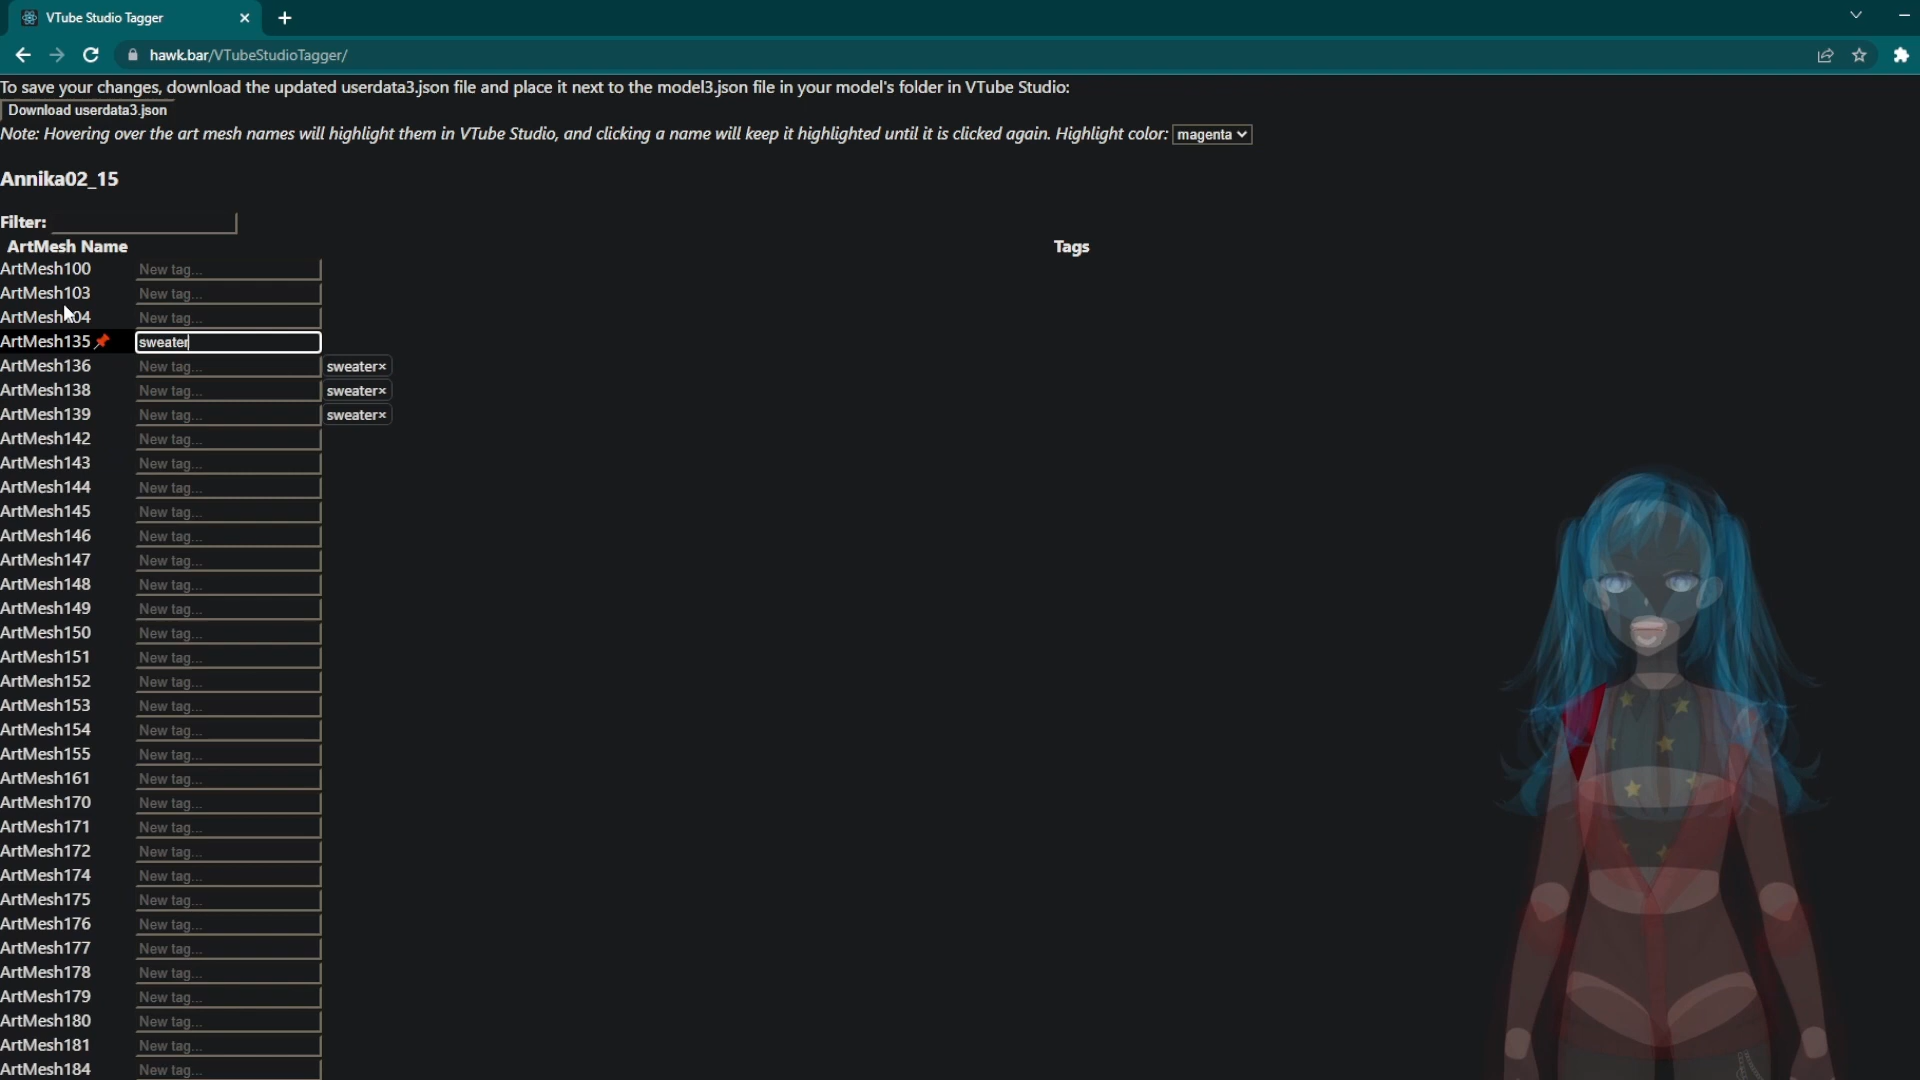 VTube Studio Tagger
hawk.bar/VTubeStudioTagger/
To save your changes, download the updated userdata3.json file and place it next to the model3.json file in your model's folder in VTube Studio:
Download userdata3.json
Note: Hovering over the art mesh names will highlight them in VTube Studio, and clicking a name will keep it highlighted until it is clicked again. Highlight color: magenta
Annika02_15
Filter:
ArtMesh Name Tags
ArtMesh100 New tag...
ArtMesh103 New tag...
ArtMesh104 New tag...
ArtMesh135 sweater
ArtMesh136 New tag... sweater×
ArtMesh138 New tag... sweater×
ArtMesh139 New tag... sweater×
ArtMesh142 New tag...
ArtMesh143 New tag...
ArtMesh144 New tag...
ArtMesh145 New tag...
ArtMesh146 New tag...
ArtMesh147 New tag...
ArtMesh148 New tag...
ArtMesh149 New tag...
ArtMesh150 New tag...
ArtMesh151 New tag...
ArtMesh152 New tag...
ArtMesh153 New tag...
ArtMesh154 New tag...
ArtMesh155 New tag...
ArtMesh161 New tag...
ArtMesh170 New tag...
ArtMesh171 New tag...
ArtMesh172 New tag...
ArtMesh174 New tag...
ArtMesh175 New tag...
ArtMesh176 New tag...
ArtMesh177 New tag...
ArtMesh178 New tag...
ArtMesh179 New tag...
ArtMesh180 New tag...
ArtMesh181 New tag...
ArtMesh184 New tag...